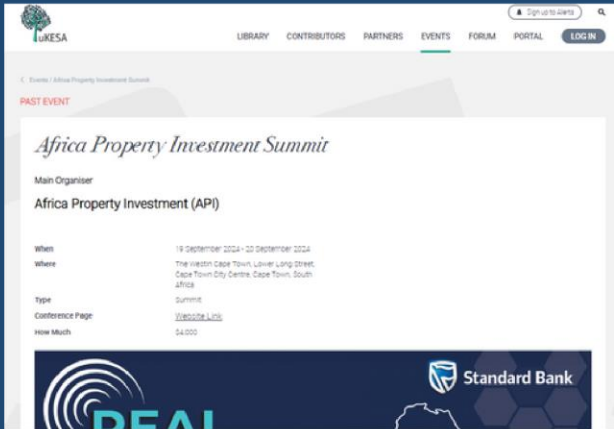 Sign up to Alerts
uKESA
LIBRARY CONTRIBUTORS PARTNERS EVENTS FORUM PORTAL LOG IN
Events / Africa Property Investment Summit
PAST EVENT
Africa Property Investment Summit
Main Organiser
Africa Property Investment (API)
When 19 September 2024 - 20 September 2024
Where The Westin Cape Town, Lower Long Street,
Cape Town City Centre, Cape Town, South
Africa
Type Summit
Conference Page Website Link
How Much $4,000
Standard Bank
REAL